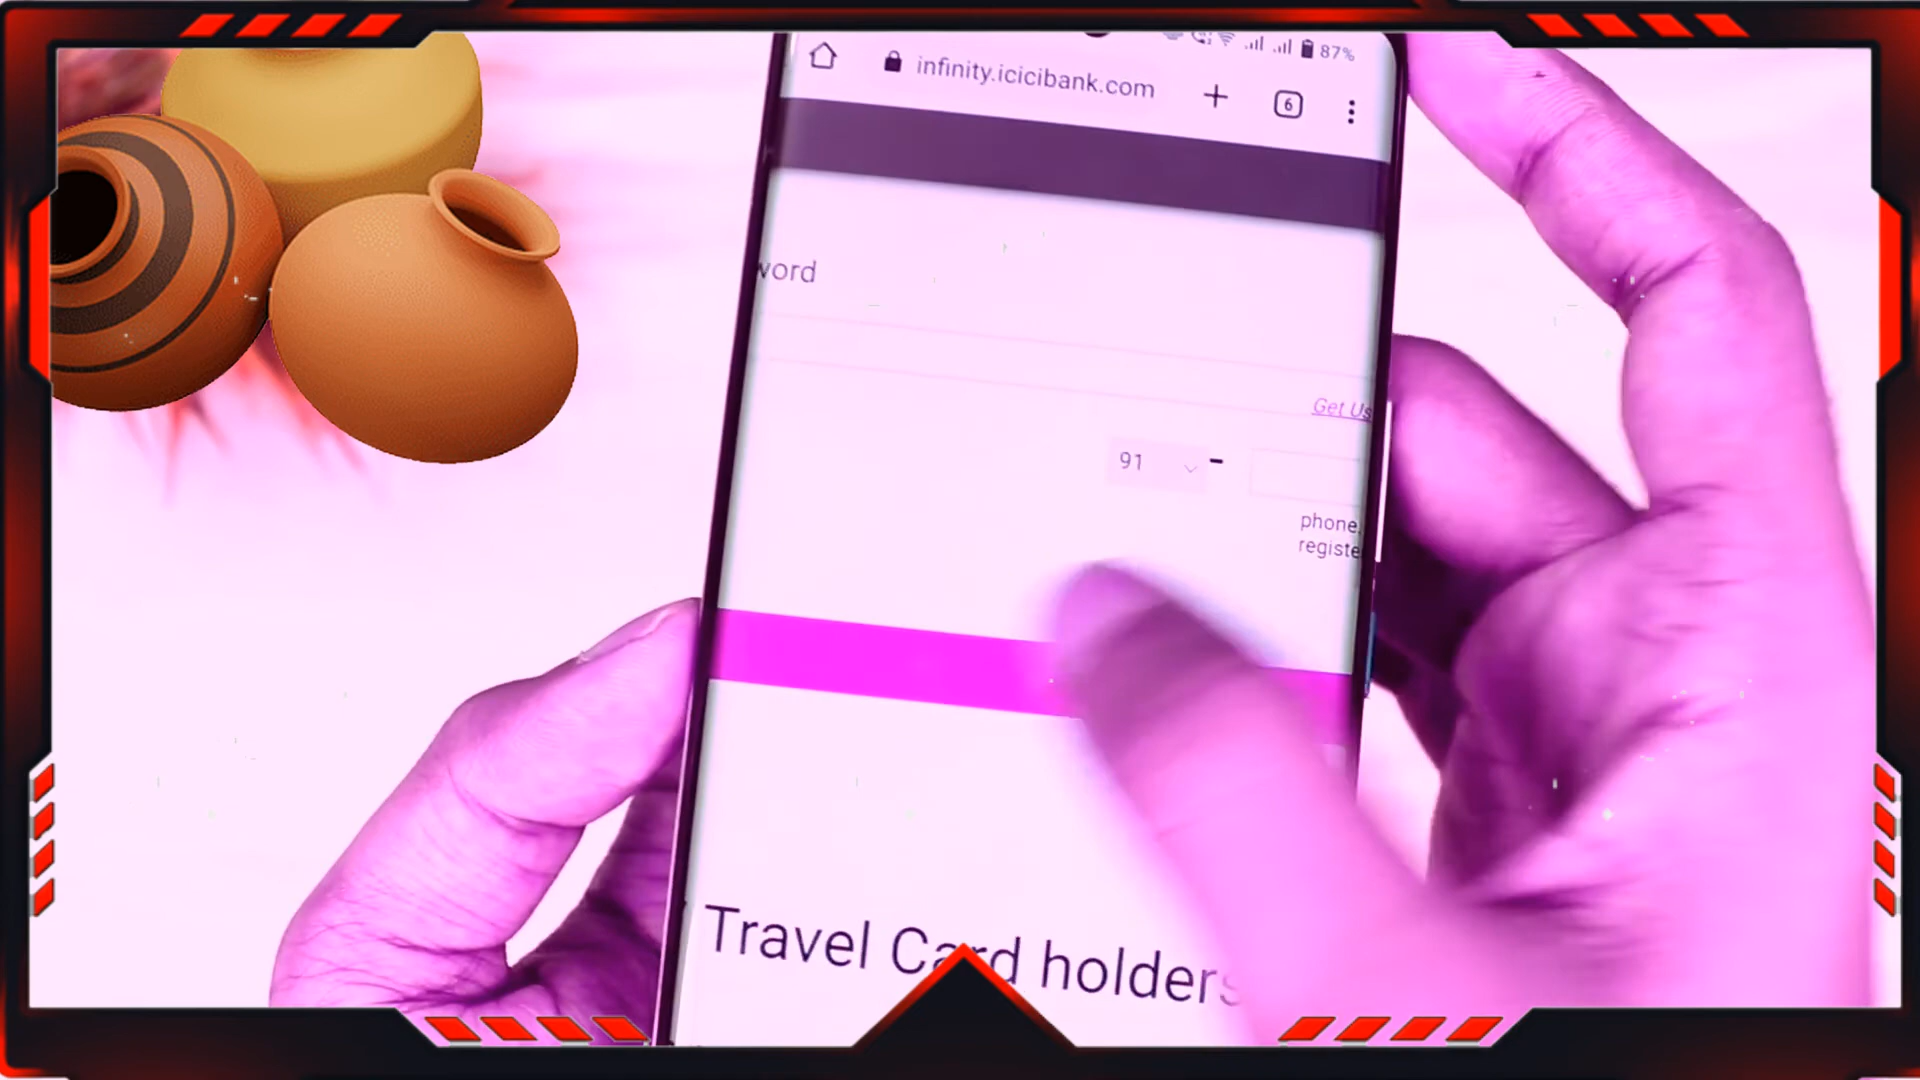 87%
infinity.icicibank.com
6
word
Get Us
91 -
phone.
registe
Travel Card holders